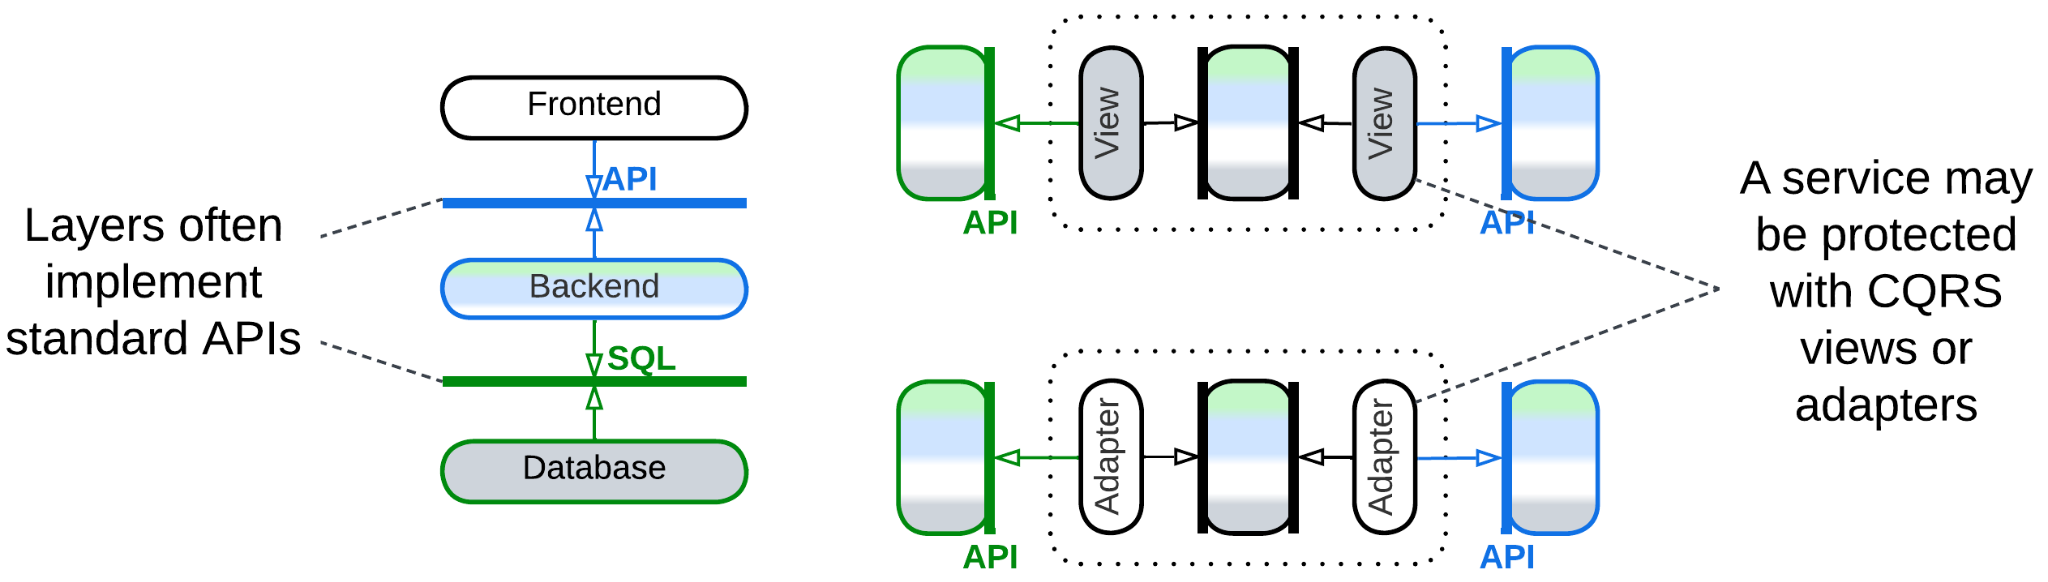 Layers often
implement
standard APIs
Frontend
API
Backend
SQL
Database
View
View
API
API
Adapter
Adapter
API
API
A service may
be protected
with CQRS
views or
adapters